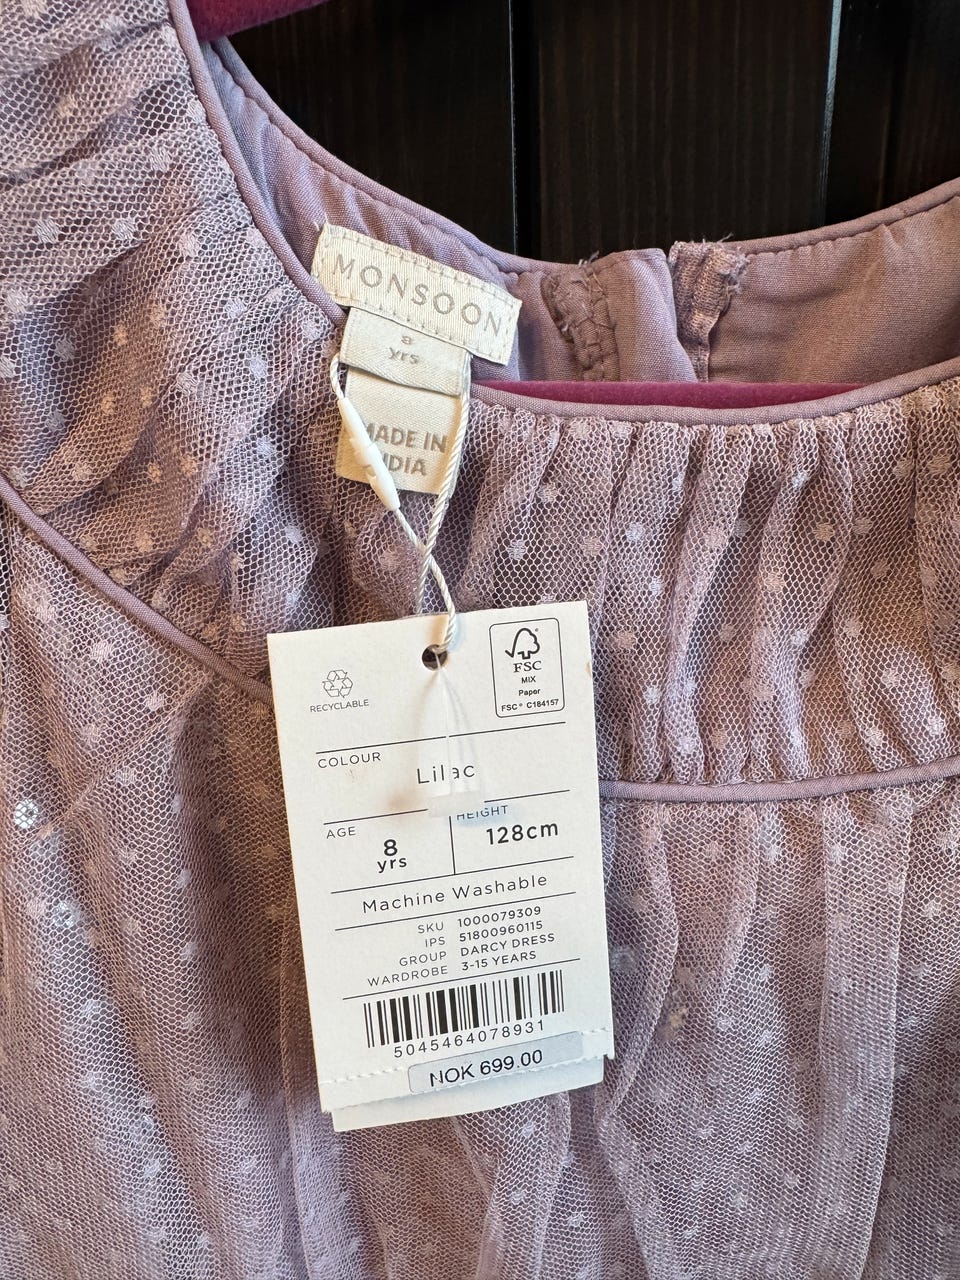 MONSOON
8
yrs
MADE IN
INDIA
RECYCLABLE
FSC
MIX
Paper
FSC® C184157
COLOUR
Lilac
AGE
8
yrs
HEIGHT
128cm
Machine Washable
SKU 1000079309
IPS 51800960115
GROUP DARCY DRESS
WARDROBE 3-15 YEARS
5045464078931
NOK 699.00